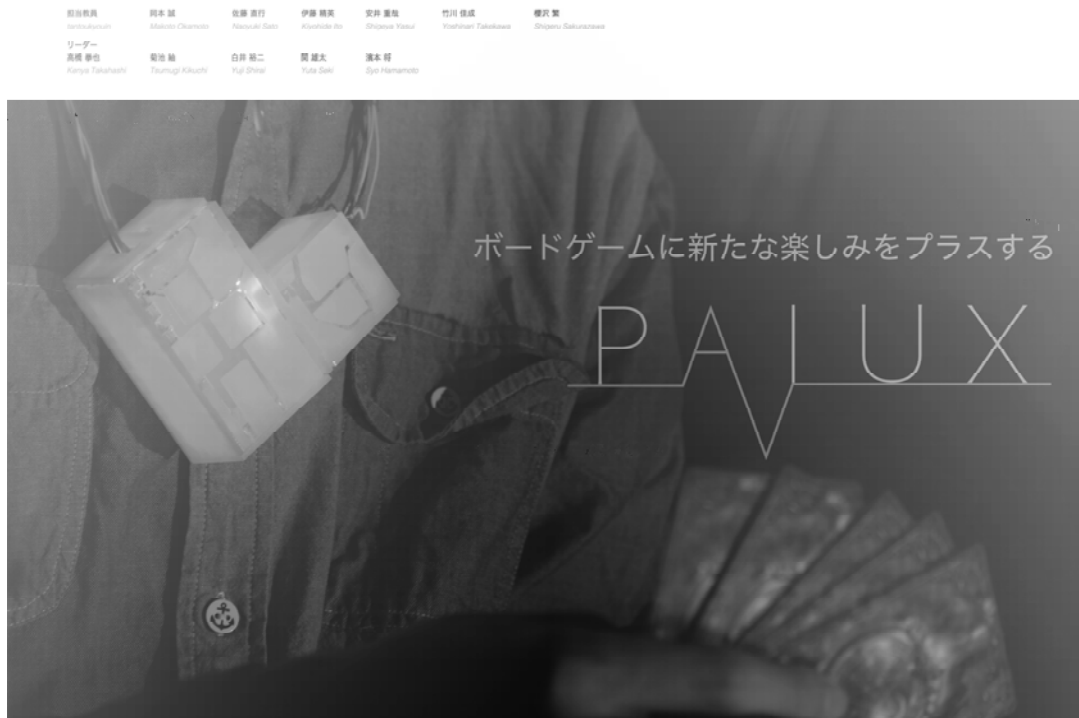 担当教員 岡本 誠 佐藤 直行 伊藤 精英 安井 重哉 竹川 佳成 櫻沢 繁
Makoto Okamoto Naoyuki Sato Kiyohide Ito Shigeya Yasui Yoshinari Takekawa Shigeru Sakurazawa
リーダー
高橋 菊池 紬 白井 裕二 関 雄太 濱本 将
Kenya Takahashi Tsumugi Kikuchi Yuji Shirai Yuta Seki Syo Hamamoto
ボードゲームに新たな楽しみをプラスする
PALUX